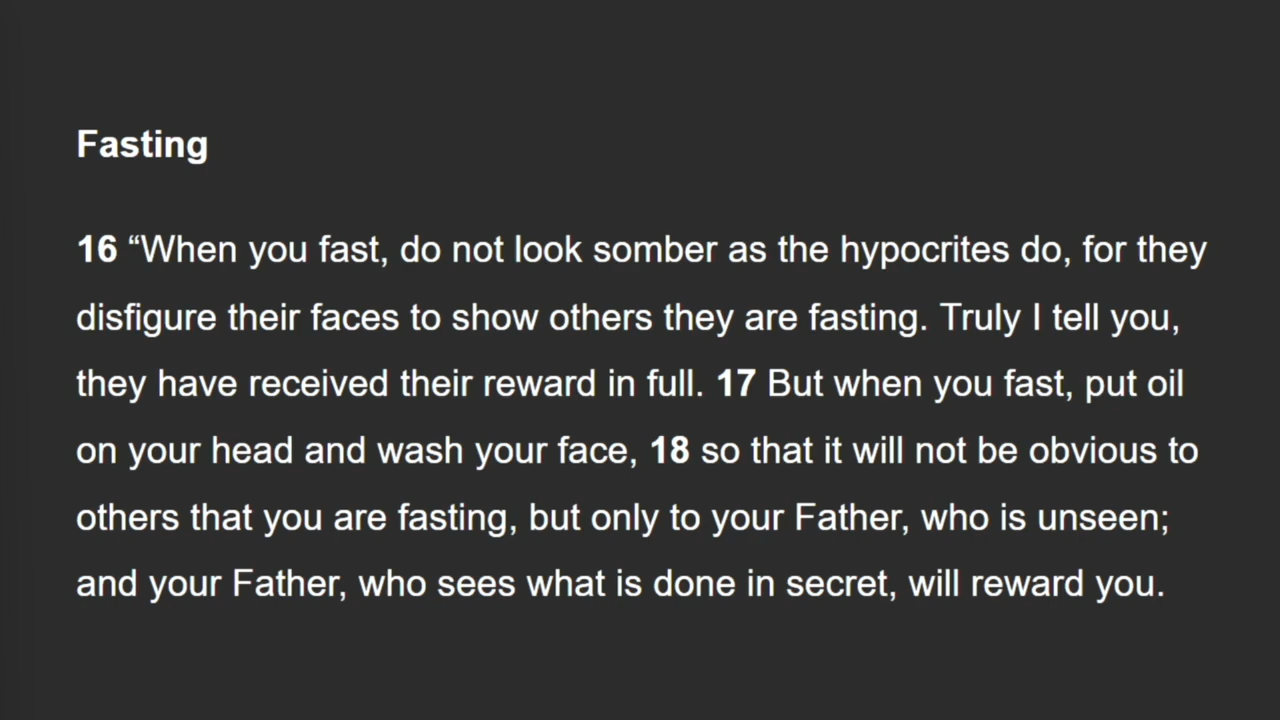 Fasting
16 “When you fast, do not look somber as the hypocrites do, for they
disfigure their faces to show others they are fasting. Truly I tell you,
they have received their reward in full. 17 But when you fast, put oil
on your head and wash your face, 18 so that it will not be obvious to
others that you are fasting, but only to your Father, who is unseen;
and your Father, who sees what is done in secret, will reward you.